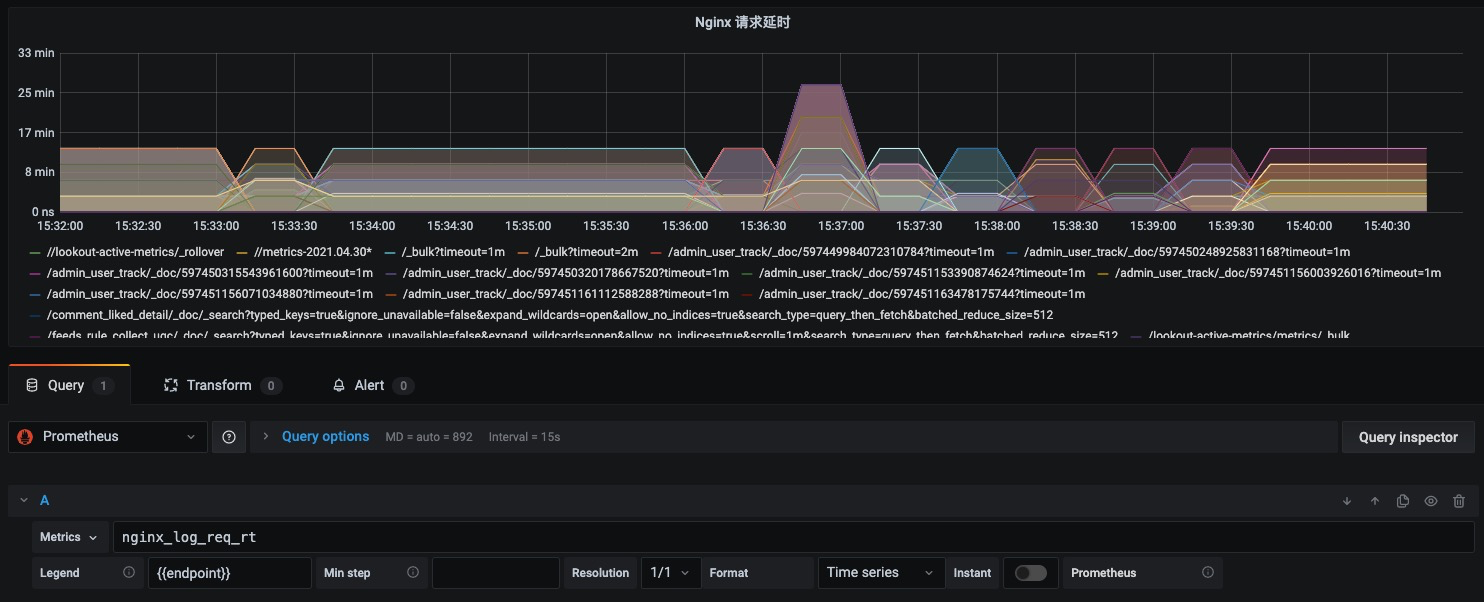 Nginx 请求延时
33 min
25 min
17 min
8 min
0 ns
15:32:00 15:32:30 15:33:00 15:33:30 15:34:00 15:34:30 15:35:00 15:35:30 15:36:00 15:36:30 15:37:00 15:37:30 15:38:00 15:38:30 15:39:00 15:39:30 15:40:00 15:40:30
//lookout-active-metrics/_rollover //metrics-2021.04.30* /_bulk?timeout=1m /_bulk?timeout=2m /admin_user_track/_doc/597449984072310784?timeout=1m /admin_user_track/_doc/597450248925831168?timeout=1m
/admin_user_track/_doc/597450315543961600?timeout=1m /admin_user_track/_doc/597450320178667520?timeout=1m /admin_user_track/_doc/597451153390874624?timeout=1m /admin_user_track/_doc/597451156003926016?timeout=1m
/admin_user_track/_doc/597451156071034880?timeout=1m /admin_user_track/_doc/597451161112588288?timeout=1m /admin_user_track/_doc/597451163478175744?timeout=1m
/comment_liked_detail/_doc/_search?typed_keys=true&ignore_unavailable=false&expand_wildcards=open&allow_no_indices=true&search_type=query_then_fetch&batched_reduce_size=512
/feeds_rule_collect_ugc/_doc/_search?typed_keys=true&ignore_unavailable=false&expand_wildcards=open&allow_no_indices=true&scroll=1m&search_type=query_then_fetch&batched_reduce_size=512 /lookout-active-metrics/metrics/_bulk
Query 1 Transform 0 Alert 0
Prometheus Query options MD = auto = 892 Interval = 15s Query inspector
A
Metrics nginx_log_req_rt
Legend {{endpoint}} Min step Resolution 1/1 Format Time series Instant Prometheus